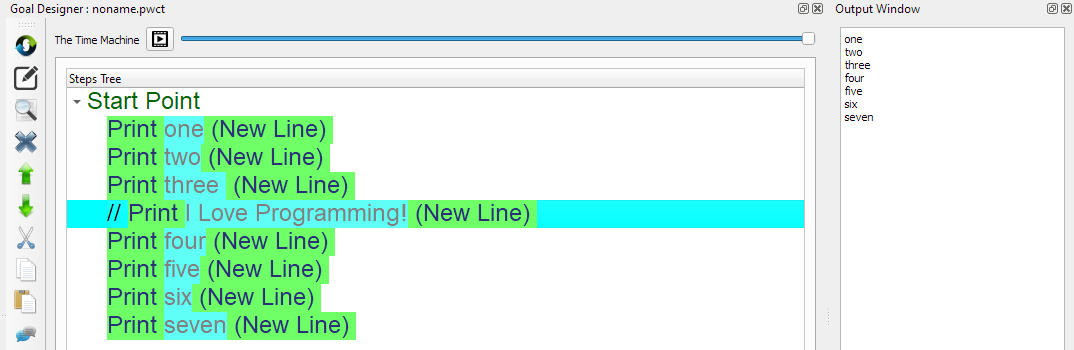 Goal Designer : noname.pwct
The Time Machine
Steps Tree
Start Point
Print one (New Line)
Print two (New Line)
Print three (New Line)
// Print I Love Programming! (New Line)
Print four (New Line)
Print five (New Line)
Print six (New Line)
Print seven (New Line)
Output Window
one
two
three
four
five
six
seven